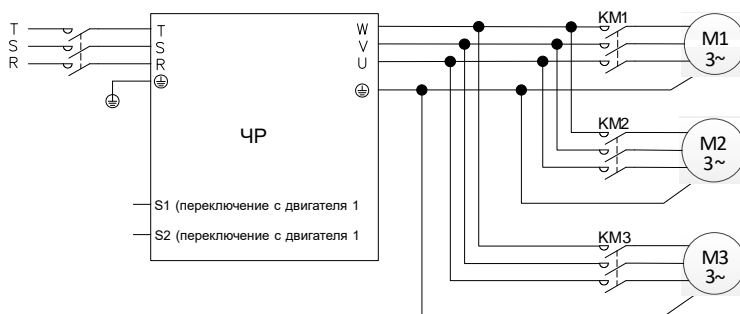 T
S
R
T
S
R
W
V
U
ЧР
S1 (переключение с двигателя 1
S2 (переключение с двигателя 1
KM1
M1
3~
KM2
M2
3~
KM3
M3
3~